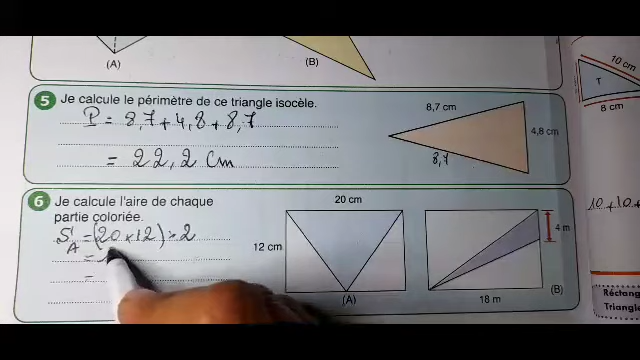 (A)
(B)
10 cm
T
8 cm
5 Je calcule le périmètre de ce triangle isocèle.
P = 8,7 + 4,8 + 8,7
= 22,2 cm
8,7 cm
4,8 cm
8,7
6 Je calcule l'aire de chaque
partie coloriée.
S A = (20 × 12) ÷ 2
=
=
20 cm
12 cm
(A)
4 m
18 m
(B)
10 + 10 +
Triangle